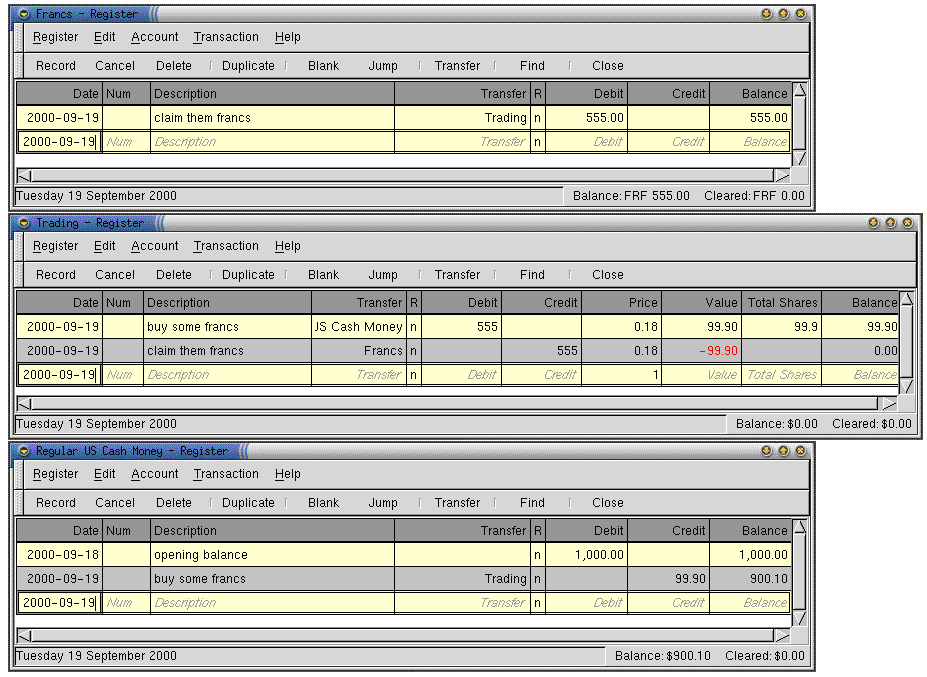 Francs - Register
Register Edit Account Transaction Help
Record Cancel Delete Duplicate Blank Jump Transfer Find Close
Date Num Description Transfer R Debit Credit Balance
2000-09-19 claim them francs Trading n 555.00 555.00
2000-09-19 Num Description Transfer n Debit Credit Balance
Tuesday 19 September 2000 Balance: FRF 555.00 Cleared: FRF 0.00
Trading - Register
Register Edit Account Transaction Help
Record Cancel Delete Duplicate Blank Jump Transfer Find Close
Date Num Description Transfer R Debit Credit Price Value Total Shares Balance
2000-09-19 buy some francs JS Cash Money n 555 0.18 99.90 99.9 99.90
2000-09-19 claim them francs Francs n 555 0.18 -99.90 0.00
2000-09-19 Num Description Transfer n Debit Credit 1 Value Total Shares Balance
Tuesday 19 September 2000 Balance: $0.00 Cleared: $0.00
Regular US Cash Money - Register
Register Edit Account Transaction Help
Record Cancel Delete Duplicate Blank Jump Transfer Find Close
Date Num Description Transfer R Debit Credit Balance
2000-09-18 opening balance n 1,000.00 1,000.00
2000-09-19 buy some francs Trading n 99.90 900.10
2000-09-19 Num Description Transfer n Debit Credit Balance
Tuesday 19 September 2000 Balance: $900.10 Cleared: $0.00